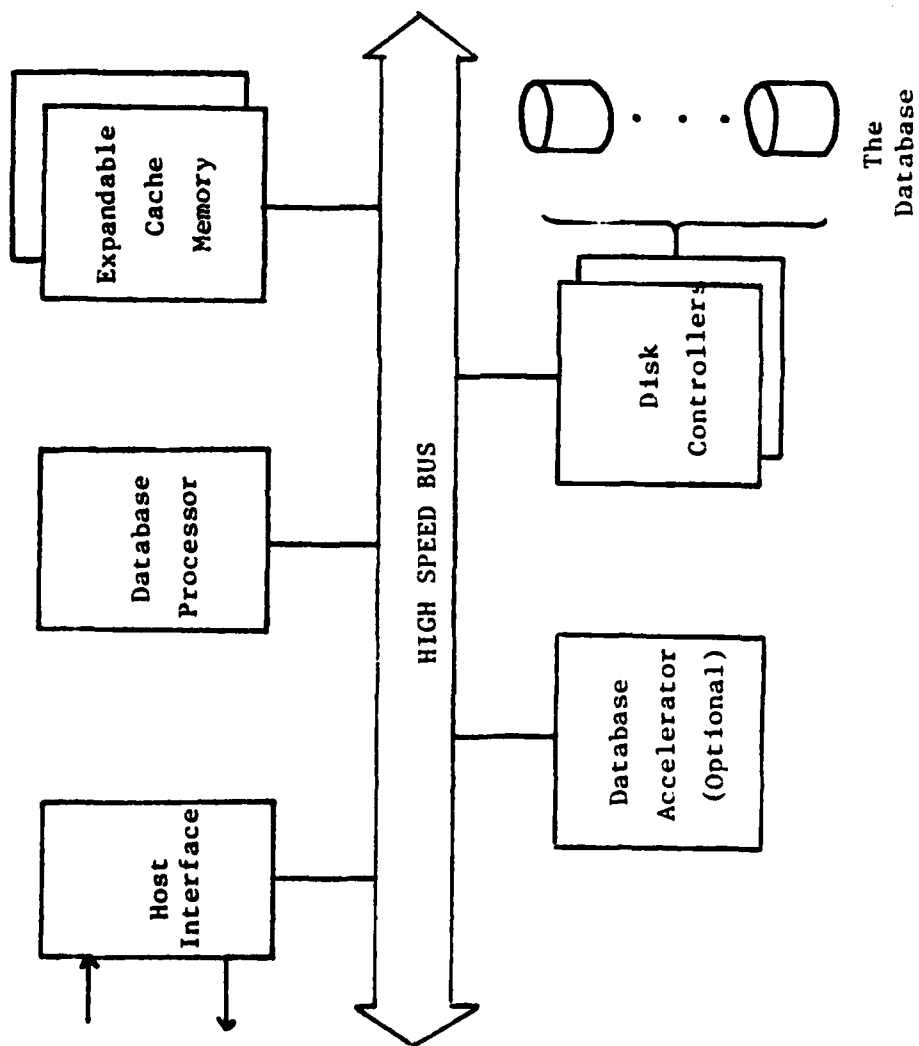 Host
Interface
Database
Processor
Expandable
Cache
Memory
HIGH SPEED BUS
Database
Accelerator
(Optional)
Disk
Controllers
The
Database